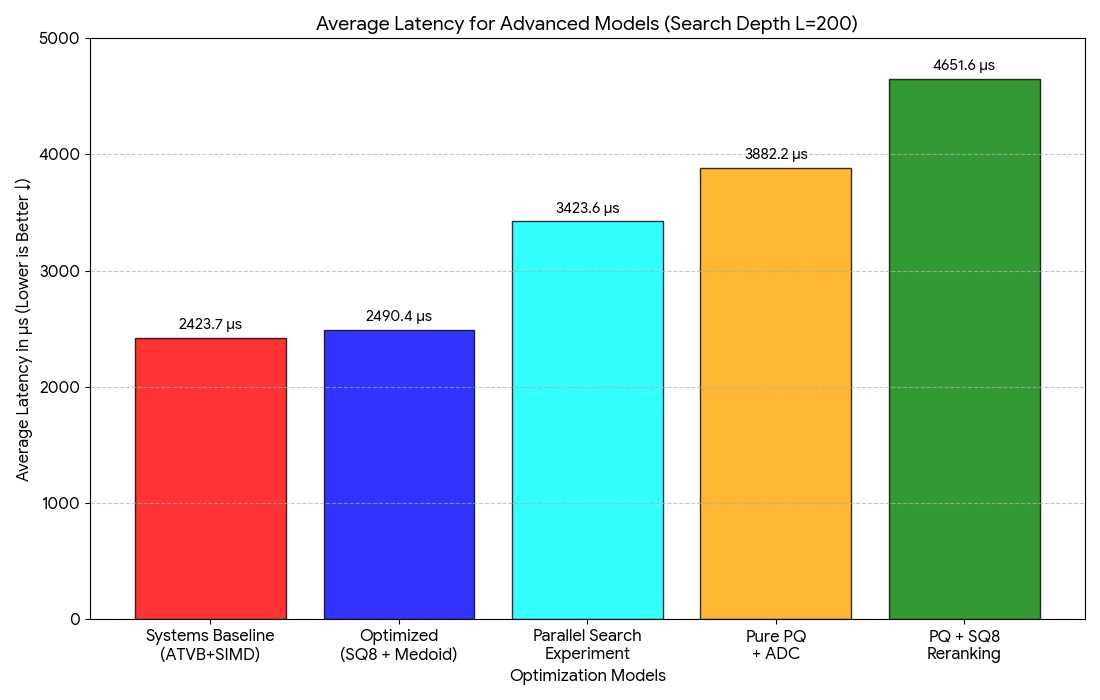 Average Latency for Advanced Models (Search Depth L=200)
Average Latency in µs (Lower is Better ↓)
5000
4000
3000
2000
1000
0
2423.7 µs
2490.4 µs
3423.6 µs
3882.2 µs
4651.6 µs
Systems Baseline
(ATVB+SIMD)
Optimized
(SQ8 + Medoid)
Parallel Search
Experiment
Pure PQ
+ ADC
PQ + SQ8
Reranking
Optimization Models